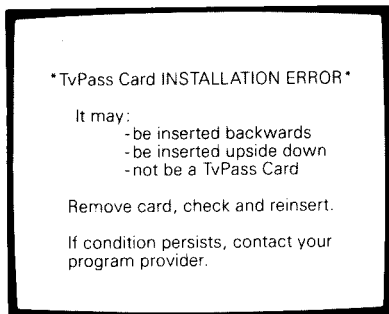 *TvPass Card INSTALLATION ERROR*
It may:
-be inserted backwards
-be inserted upside down
-not be a TvPass Card
Remove card, check and reinsert.
If condition persists, contact your
program provider.